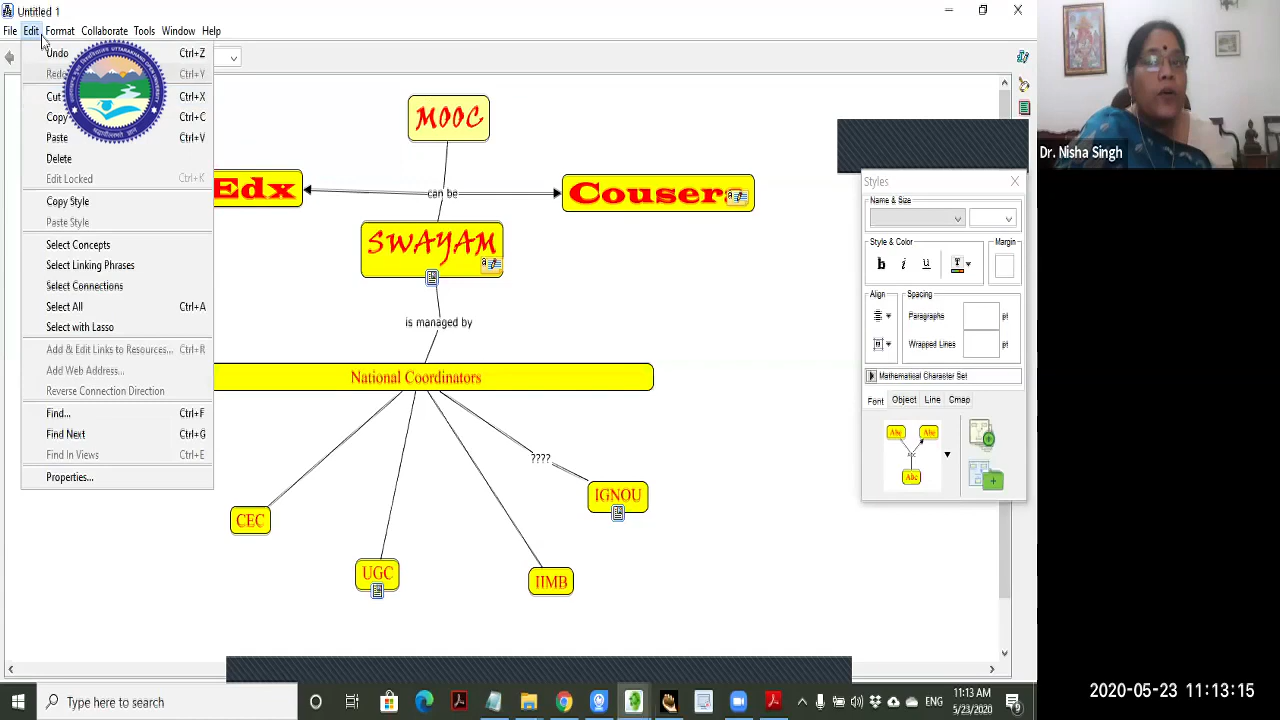 Untitled 1
File Edit Format Collaborate Tools Window Help
Undo Ctrl+Z
Redo Ctrl+Y
Cut Ctrl+X
Copy Ctrl+C
Paste Ctrl+V
Delete
Edit Locked Ctrl+K
Copy Style
Paste Style
Select Concepts
Select Linking Phrases
Select Connections
Select All Ctrl+A
Select with Lasso
Add & Edit Links to Resources... Ctrl+R
Add Web Address...
Reverse Connection Direction
Find... Ctrl+F
Find Next Ctrl+G
Find In Views Ctrl+E
Properties...
MOOC
Edx
can be
Couser
SWAYAM
is managed by
National Coordinators
????
IGNOU
CEC
UGC
IIMB
Styles
Name & Size
Style & Color
Margin
b i u T
Align
Spacing
Paragraphs pt
Wrapped Lines pt
Mathematical Character Set
Font Object Line Cmap
Abc Abc
Abc
Dr. Nisha Singh
2020-05-23 11:13:15
Type here to search
ENG
11:13 AM
5/23/2020